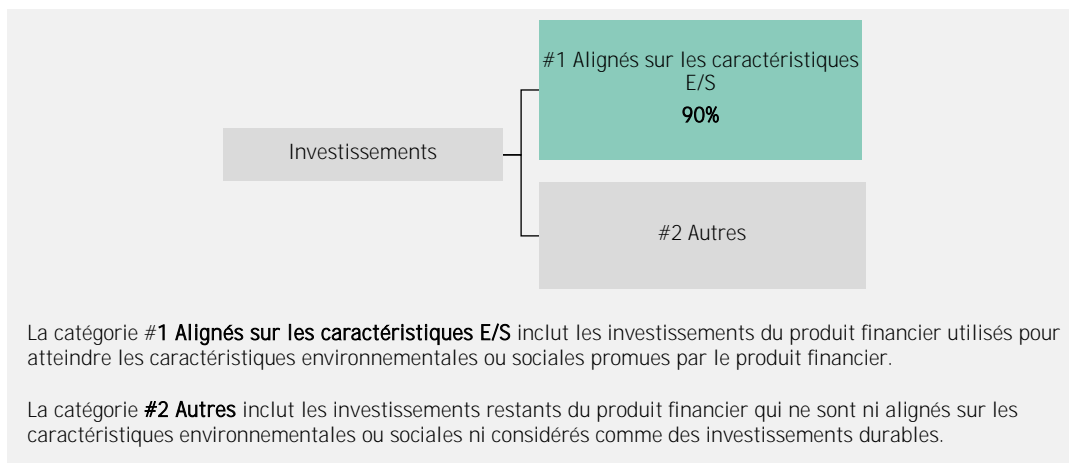 #1 Alignés sur les caractéristiques
E/S
90%
Investissements
#2 Autres
La catégorie #1 Alignés sur les caractéristiques E/S inclut les investissements du produit financier utilisés pour
atteindre les caractéristiques environnementales ou sociales promues par le produit financier.
La catégorie #2 Autres inclut les investissements restants du produit financier qui ne sont ni alignés sur les
caractéristiques environnementales ou sociales ni considérés comme des investissements durables.